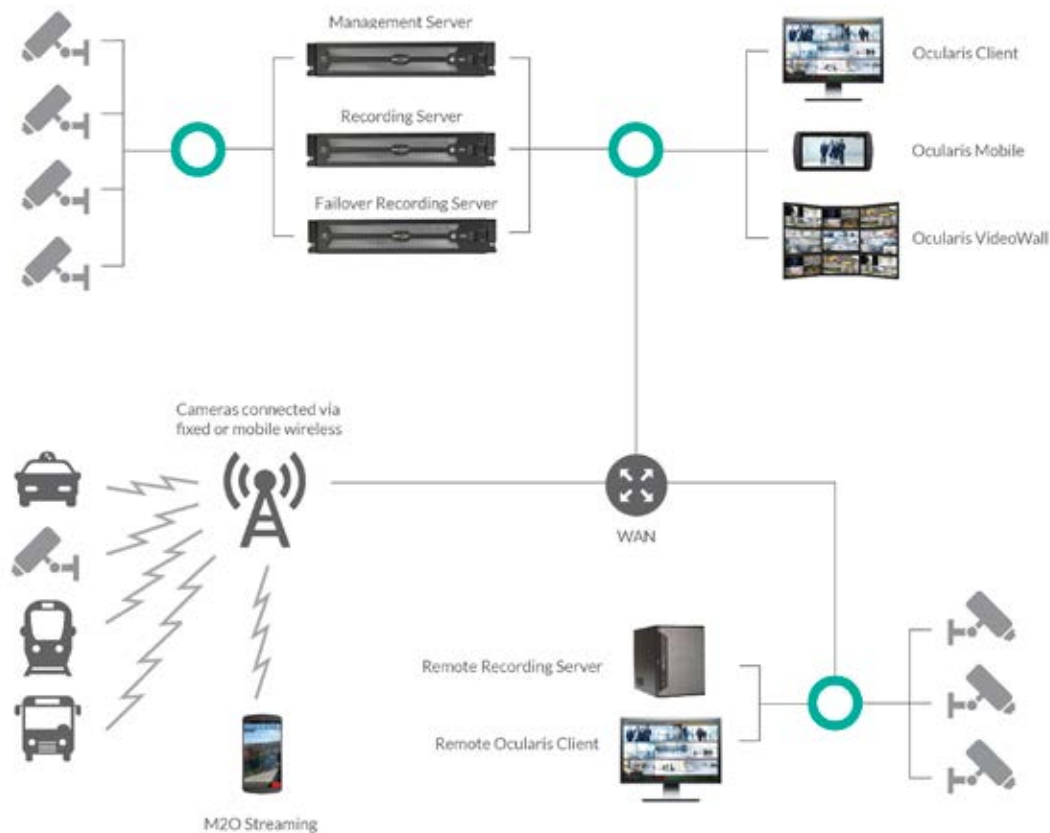 Management Server
Recording Server
Failover Recording Server
Ocularis Client
Ocularis Mobile
Ocularis VideoWall
Cameras connected via
fixed or mobile wireless
WAN
Remote Recording Server
Remote Ocularis Client
M2O Streaming